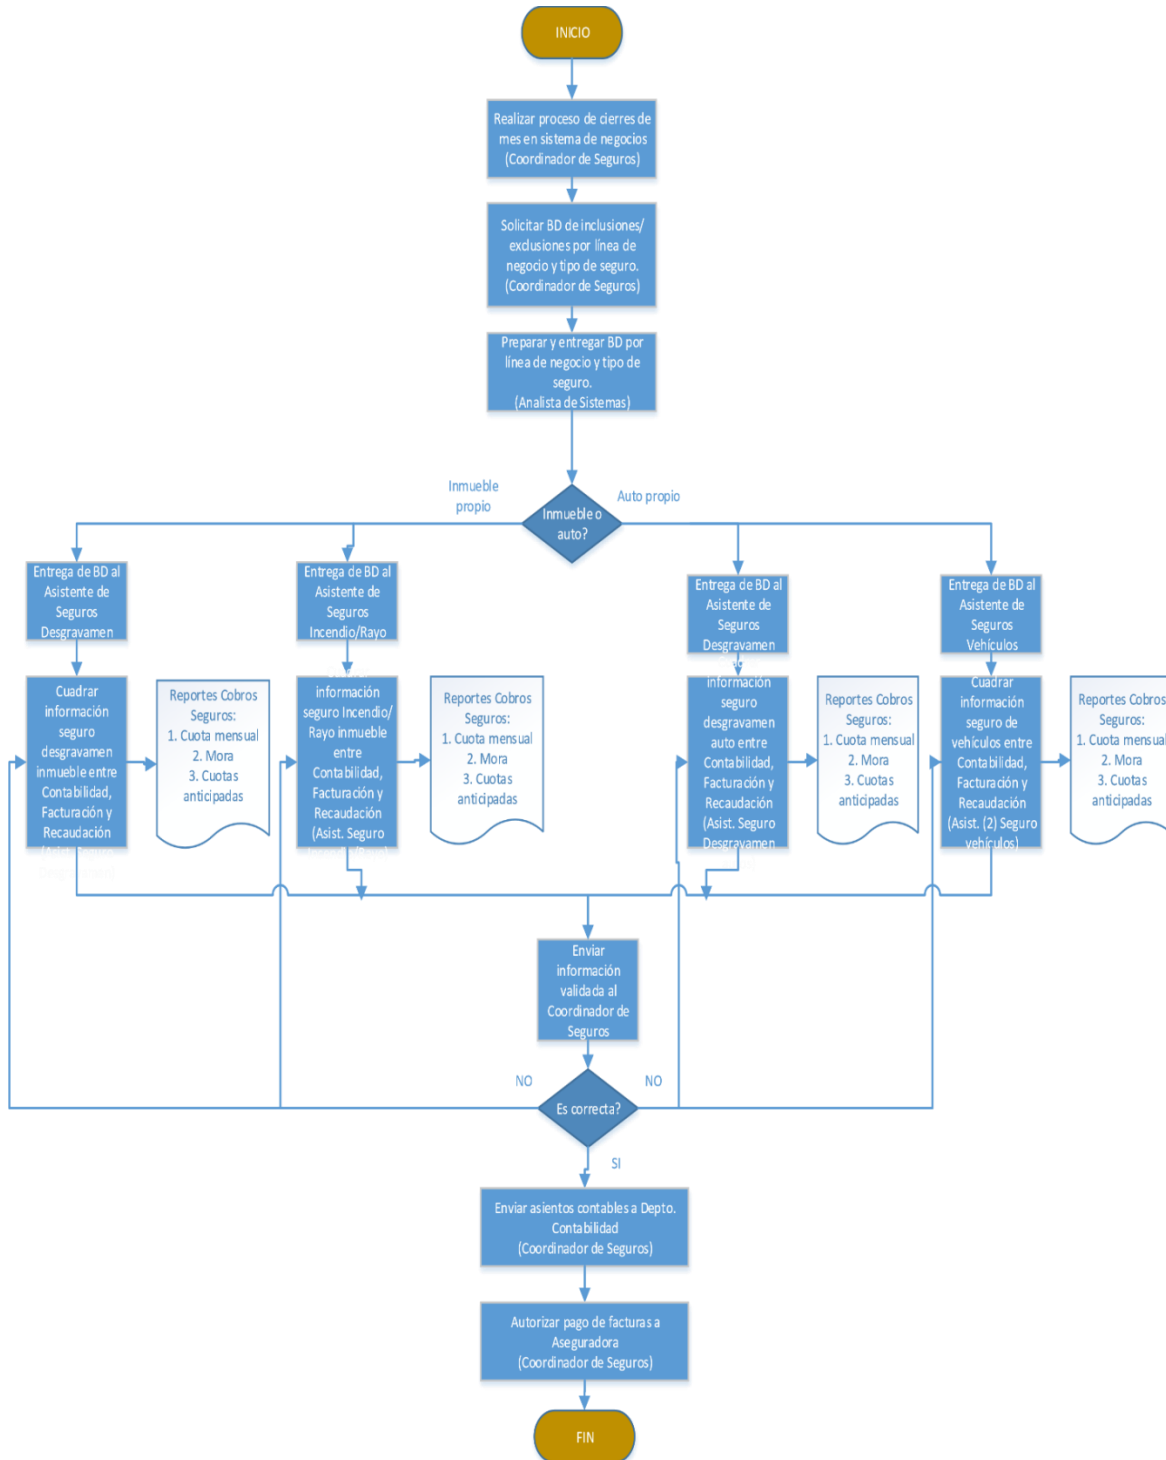 INICIO
Realizar proceso de cierres de
mes en sistema de negocios
(Coordinador de Seguros)
Solicitar BD de inclusiones/
exclusiones por línea de
negocio y tipo de seguro.
(Coordinador de Seguros)
Preparar y entregar BD por
línea de negocio y tipo de
seguro.
(Analista de Sistemas)
Inmueble
propio
Inmueble o
auto?
Auto propio
Entrega de BD al
Asistente de
Seguros
Desgravamen
Entrega de BD al
Asistente de
Seguros
Incendio/Rayo
Entrega de BD al
Asistente de
Seguros
Desgravamen
Entrega de BD al
Asistente de
Seguros
Vehículos
Cuadrar
información
seguro
desgravamen
inmueble entre
Contabilidad,
Facturación y
Recaudación
(Asist. Seguro
Reportes Cobros
Seguros:
1. Cuota mensual
2. Mora
3. Cuotas
anticipadas
información
seguro Incendio/
Rayo inmueble
entre
Contabilidad,
Facturación y
Recaudación
(Asist. Seguro
Reportes Cobros
Seguros:
1. Cuota mensual
2. Mora
3. Cuotas
anticipadas
información
seguro
desgravamen
auto entre
Contabilidad,
Facturación y
Recaudación
(Asist. Seguro
Desgravamen
Reportes Cobros
Seguros:
1. Cuota mensual
2. Mora
3. Cuotas
anticipadas
Cuadrar
información
seguro de
vehículos entre
Contabilidad,
Facturación y
Recaudación
(Asist. (2) Seguro
vehículos)
Reportes Cobros
Seguros:
1. Cuota mensual
2. Mora
3. Cuotas
anticipadas
Enviar
información
validada al
Coordinador de
Seguros
NO
Es correcta?
NO
SI
Enviar asientos contables a Depto.
Contabilidad
(Coordinador de Seguros)
Autorizar pago de facturas a
Aseguradora
(Coordinador de Seguros)
FIN